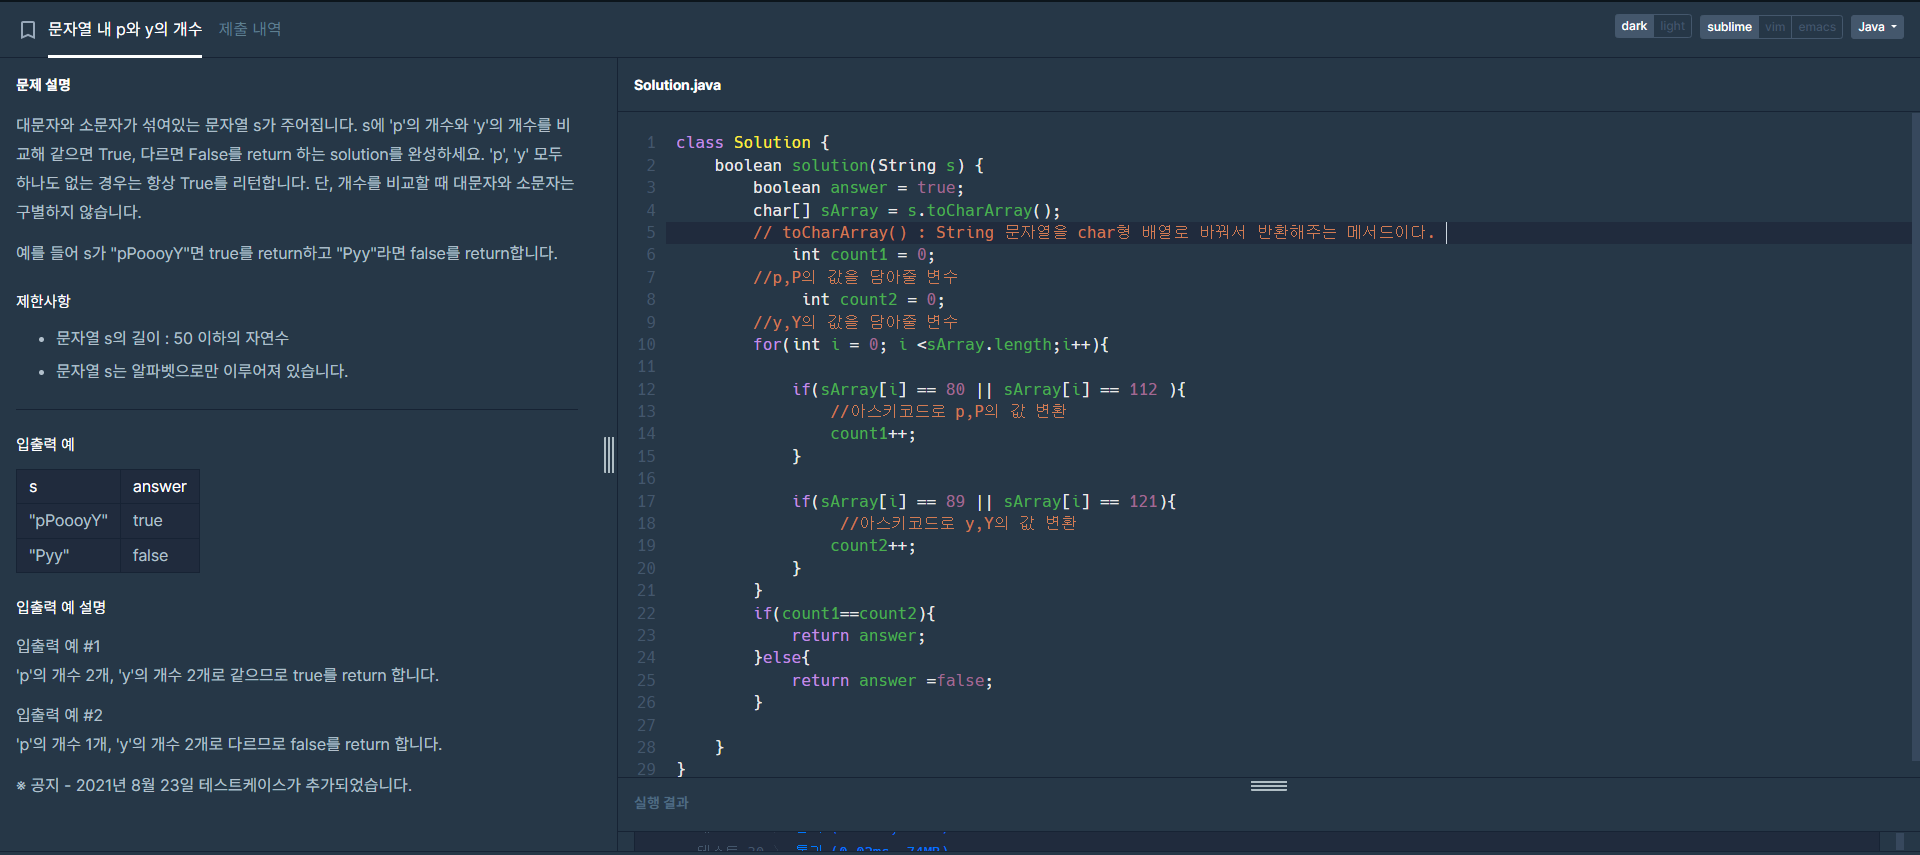 문자열 내 p와 y의 개수 제출 내역
dark light sublime vim emacs Java
문제 설명
대문자와 소문자가 섞여있는 문자열 s가 주어집니다. s에 'p'의 개수와 'y'의 개수를 비
교해 같으면 True, 다르면 False를 return 하는 solution를 완성하세요. 'p', 'y' 모두
하나도 없는 경우는 항상 True를 리턴합니다. 단, 개수를 비교할 때 대문자와 소문자는
구별하지 않습니다.
예를 들어 s가 "pPoooyY"면 true를 return하고 "Pyy"라면 false를 return합니다.
제한사항
• 문자열 s의 길이 : 50 이하의 자연수
• 문자열 s는 알파벳으로만 이루어져 있습니다.
입출력 예
s answer
"pPoooyY" true
"Pyy" false
입출력 예 설명
입출력 예 #1
'p'의 개수 2개, 'y'의 개수 2개로 같으므로 true를 return 합니다.
입출력 예 #2
'p'의 개수 1개, 'y'의 개수 2개로 다르므로 false를 return 합니다.
※ 공지 - 2021년 8월 23일 테스트케이스가 추가되었습니다.
Solution.java
1 class Solution {
2     boolean solution(String s) {
3         boolean answer = true;
4         char[] sArray = s.toCharArray();
5         // toCharArray() : String 문자열을 char형 배열로 바꿔서 반환해주는 메서드이다.
6             int count1 = 0;
7         //p,P의 값을 담아줄 변수
8              int count2 = 0;
9         //y,Y의 값을 담아줄 변수
10         for(int i = 0; i <sArray.length;i++){
11
12             if(sArray[i] == 80 || sArray[i] == 112 ){
13                 //아스키코드로 p,P의 값 변환
14                 count1++;
15             }
16
17             if(sArray[i] == 89 || sArray[i] == 121){
18                  //아스키코드로 y,Y의 값 변환
19                 count2++;
20             }
21         }
22         if(count1==count2){
23             return answer;
24         }else{
25             return answer =false;
26         }
27
28     }
29 }
실행 결과